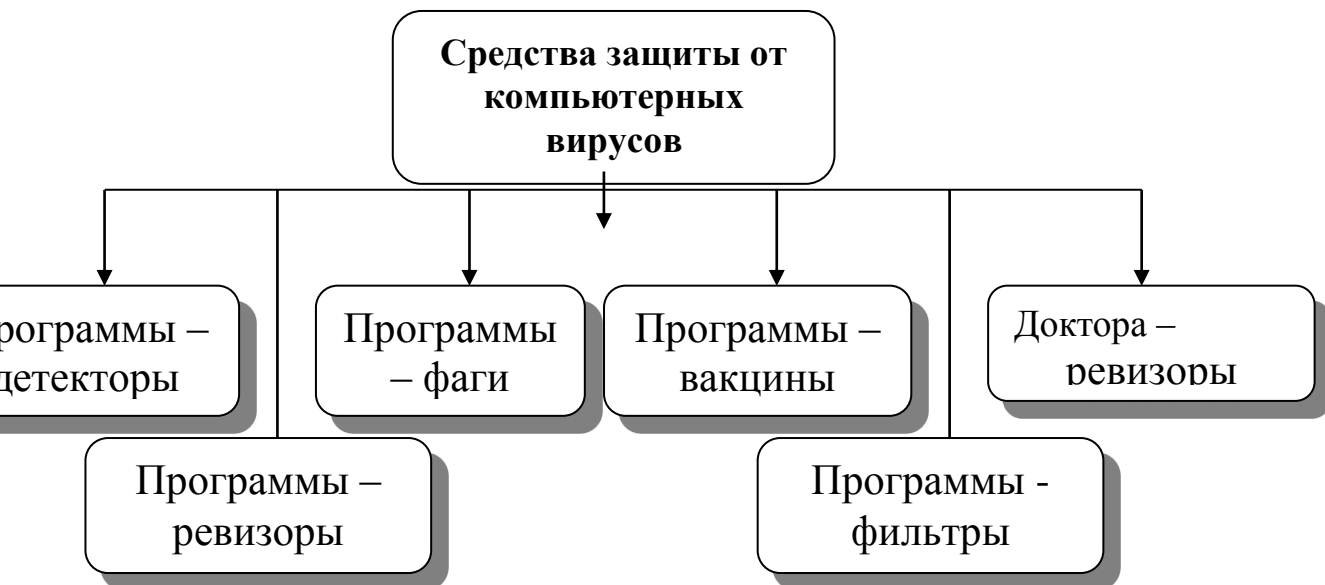 Средства защиты от
компьютерных
вирусов
рограммы –
детекторы
Программы
– фаги
Программы –
вакцины
Доктора –
ревизоры
Программы –
ревизоры
Программы -
фильтры